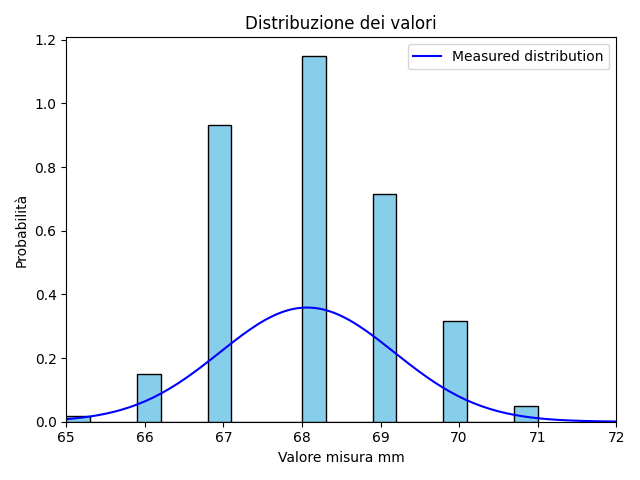 Distribuzione dei valori
Measured distribution
Probabilità
1.2
1.0
0.8
0.6
0.4
0.2
0.0
65 66 67 68 69 70 71 72
Valore misura mm